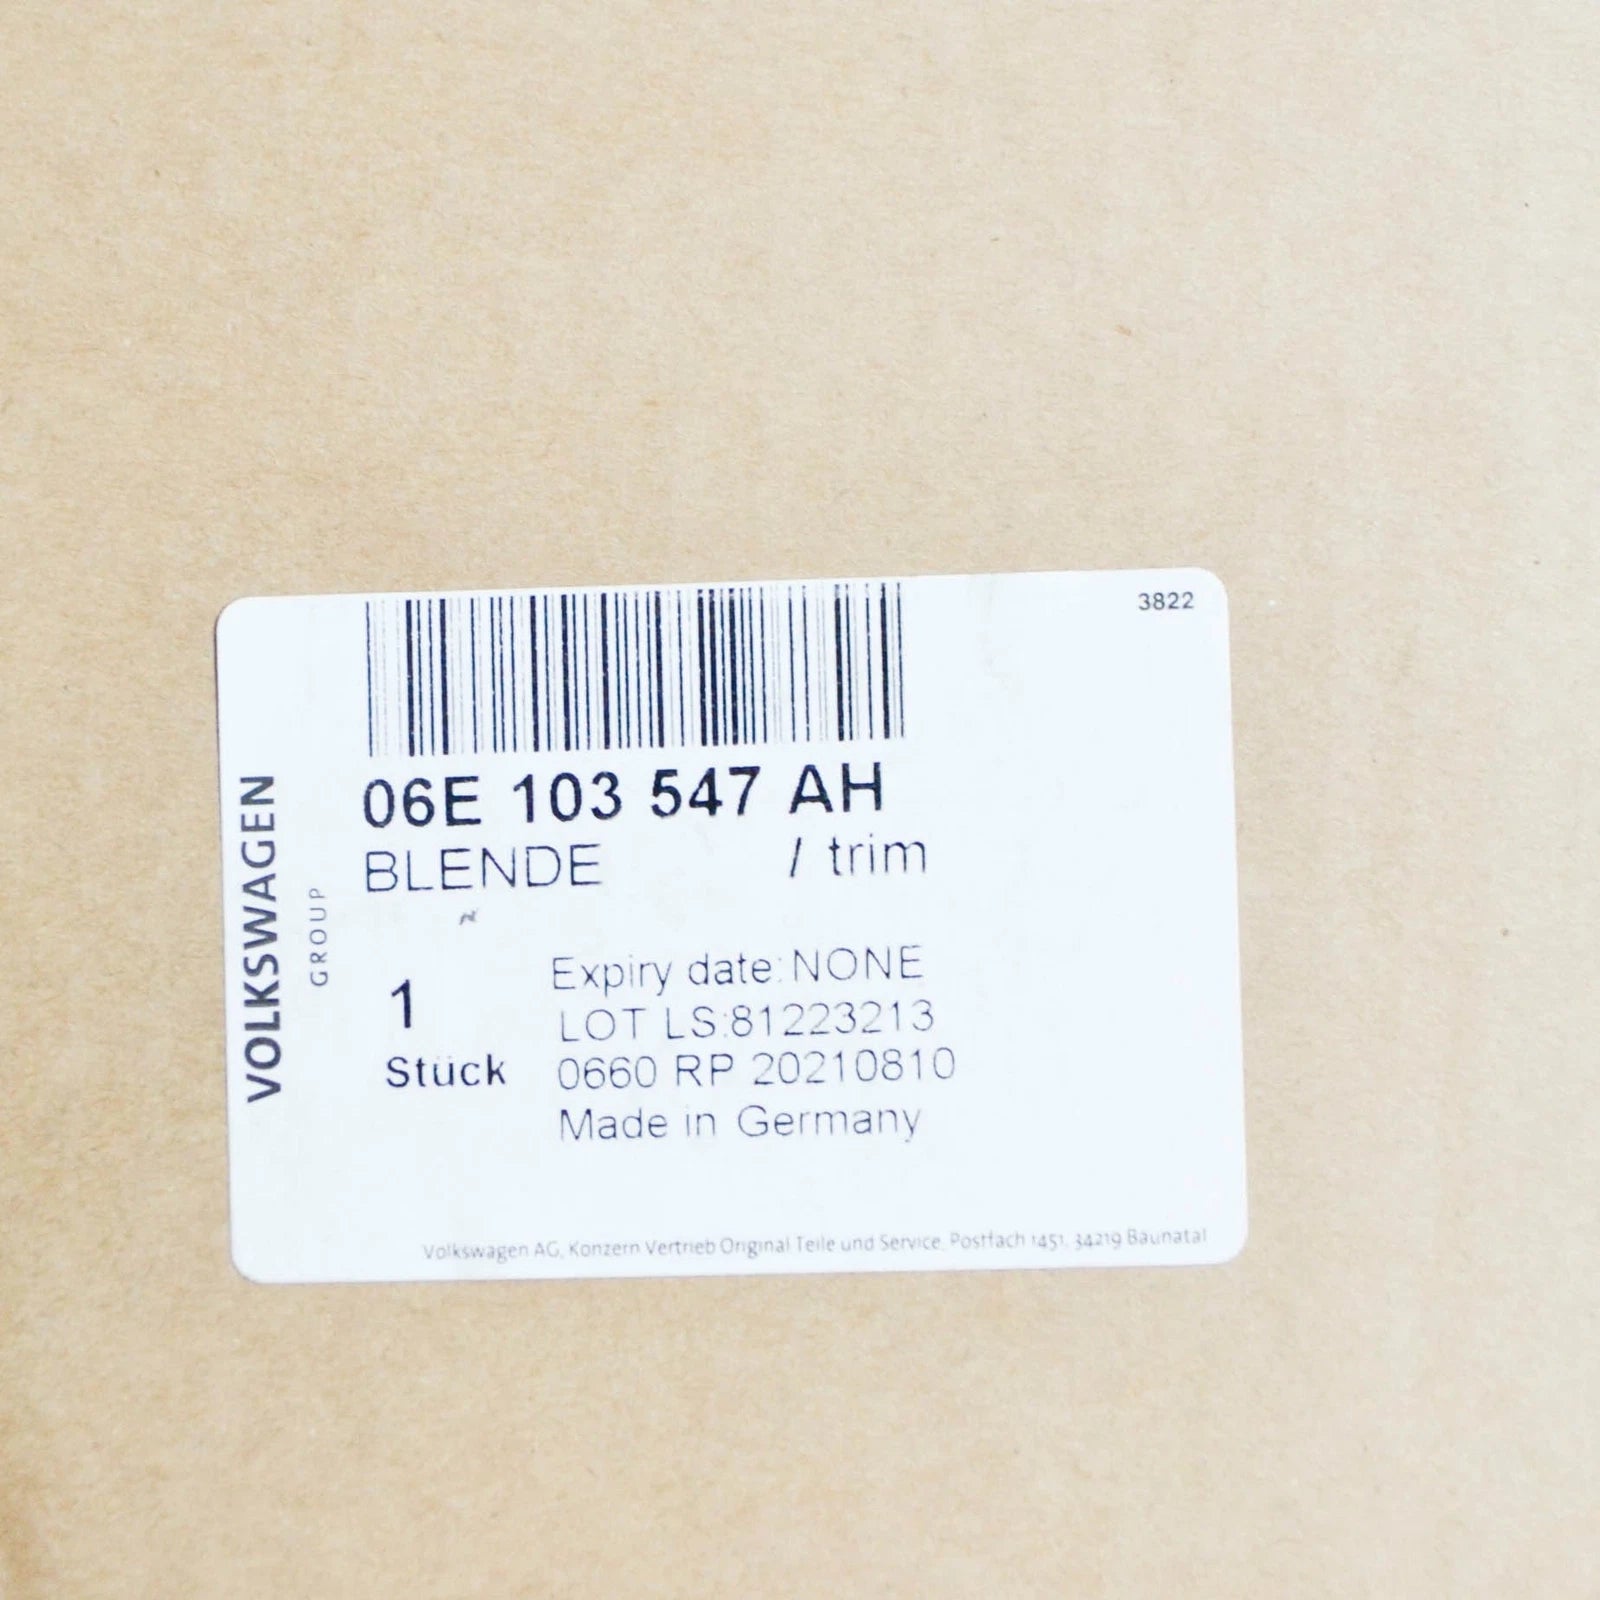 3822
06E 103 547 AH
BLENDE / trim
1
Stück
Expiry date: NONE
LOT LS:81223213
0660 RP 20210810
Made in Germany
VOLKSWAGEN
GROUP
Volkswagen AG, Konzern Vertrieb Original Teile und Service, Postfach 1451, 34219 Baunatal